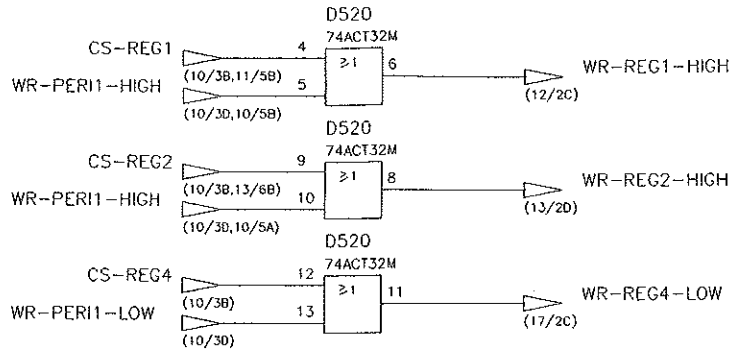 D520
74ACT32M
CS-REG1
4
(10/3B,11/5B)
≥1
6
WR-REG1-HIGH
WR-PERI1-HIGH
5
(10/3D,10/5B)
(12/2C)
D520
74ACT32M
CS-REG2
9
(10/3B,13/6B)
≥1
8
WR-REG2-HIGH
WR-PERI1-HIGH
10
(10/3D,10/5A)
(13/2D)
D520
74ACT32M
CS-REG4
12
(10/3B)
≥1
11
WR-REG4-LOW
WR-PERI1-LOW
13
(10/3D)
(17/2C)